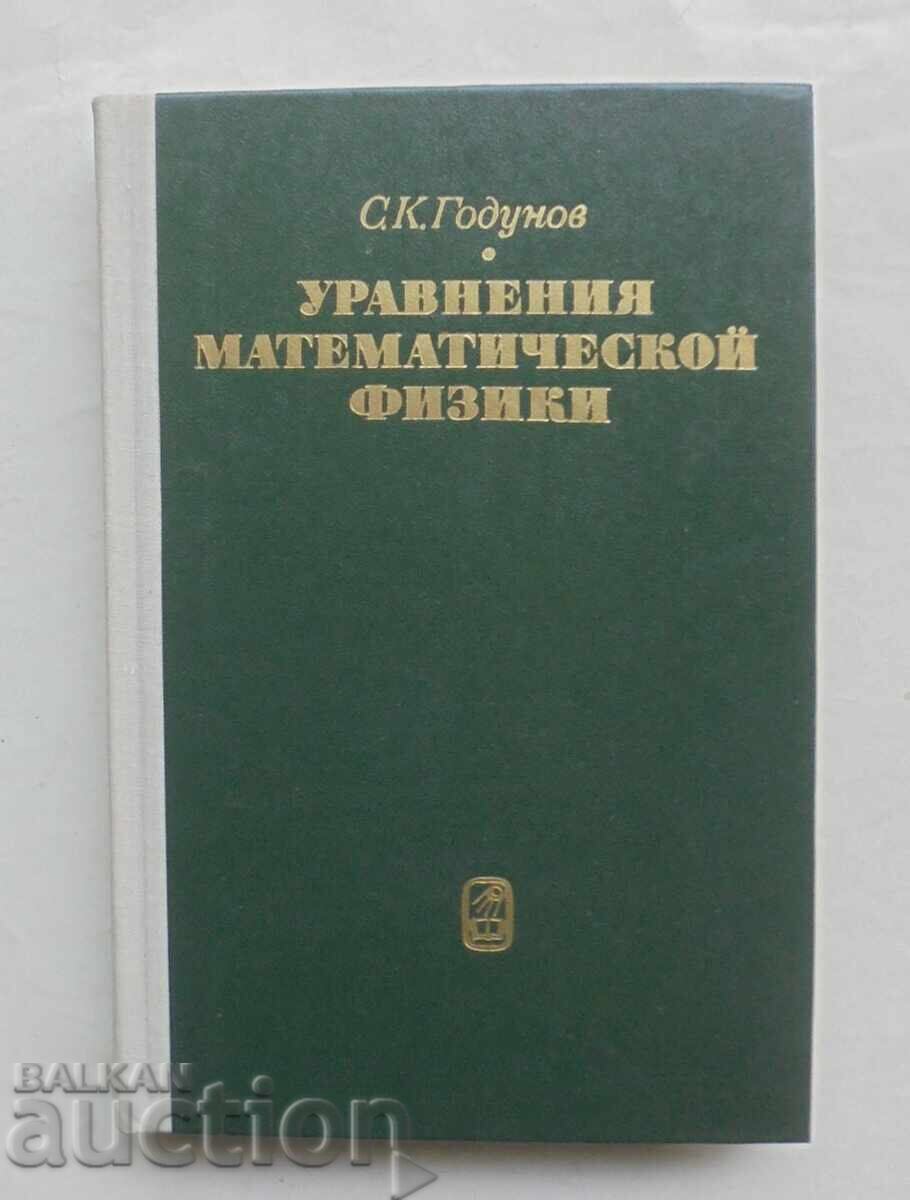 С.К.Годунов
УРАВНЕНИЯ
МАТЕМАТИЧЕСКОЙ
ФИЗИКИ
BALKAN
auction